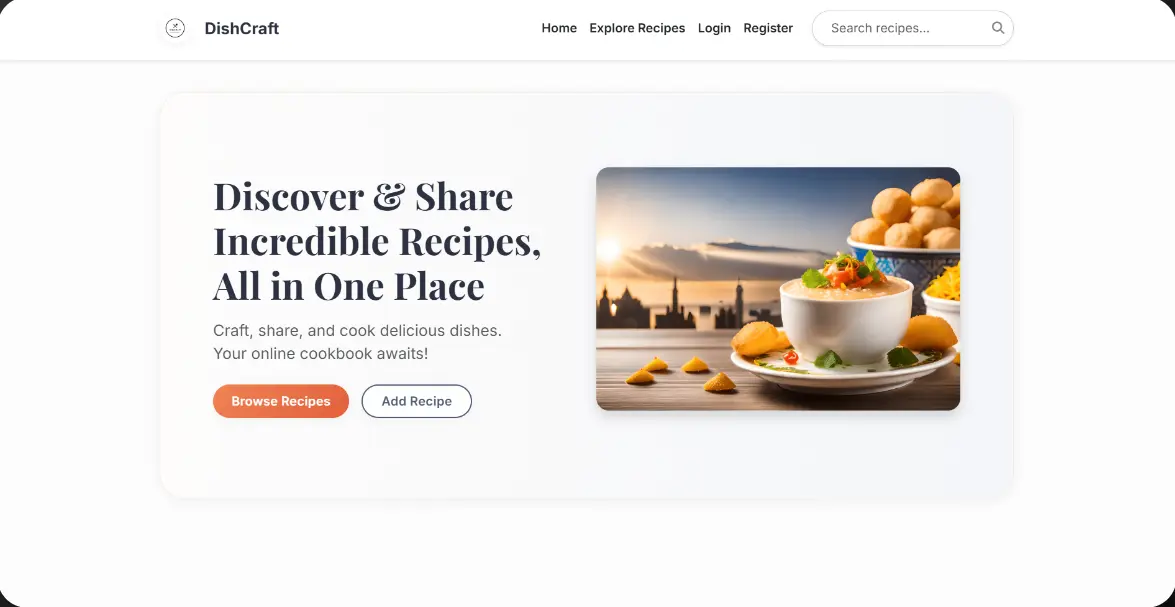 DishCraft
Home
Explore Recipes
Login
Register
Search recipes...
Discover & Share
Incredible Recipes,
All in One Place
Craft, share, and cook delicious dishes.
Your online cookbook awaits!
Browse Recipes
Add Recipe